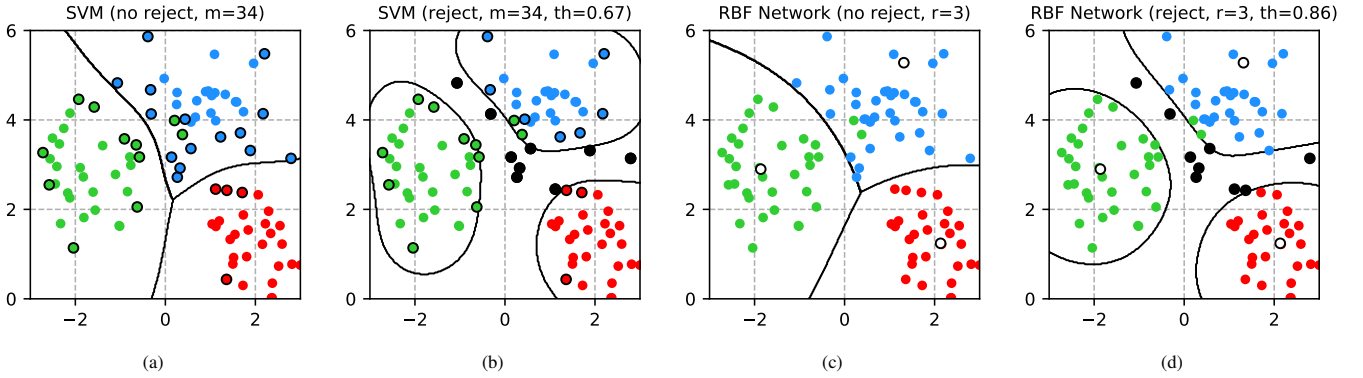 SVM (no reject, m=34)
SVM (reject, m=34, th=0.67)
RBF Network (no reject, r=3)
RBF Network (reject, r=3, th=0.86)
6
4
2
0
−2 0 2
6
4
2
0
−2 0 2
6
4
2
0
−2 0 2
6
4
2
0
−2 0 2
(a)
(b)
(c)
(d)